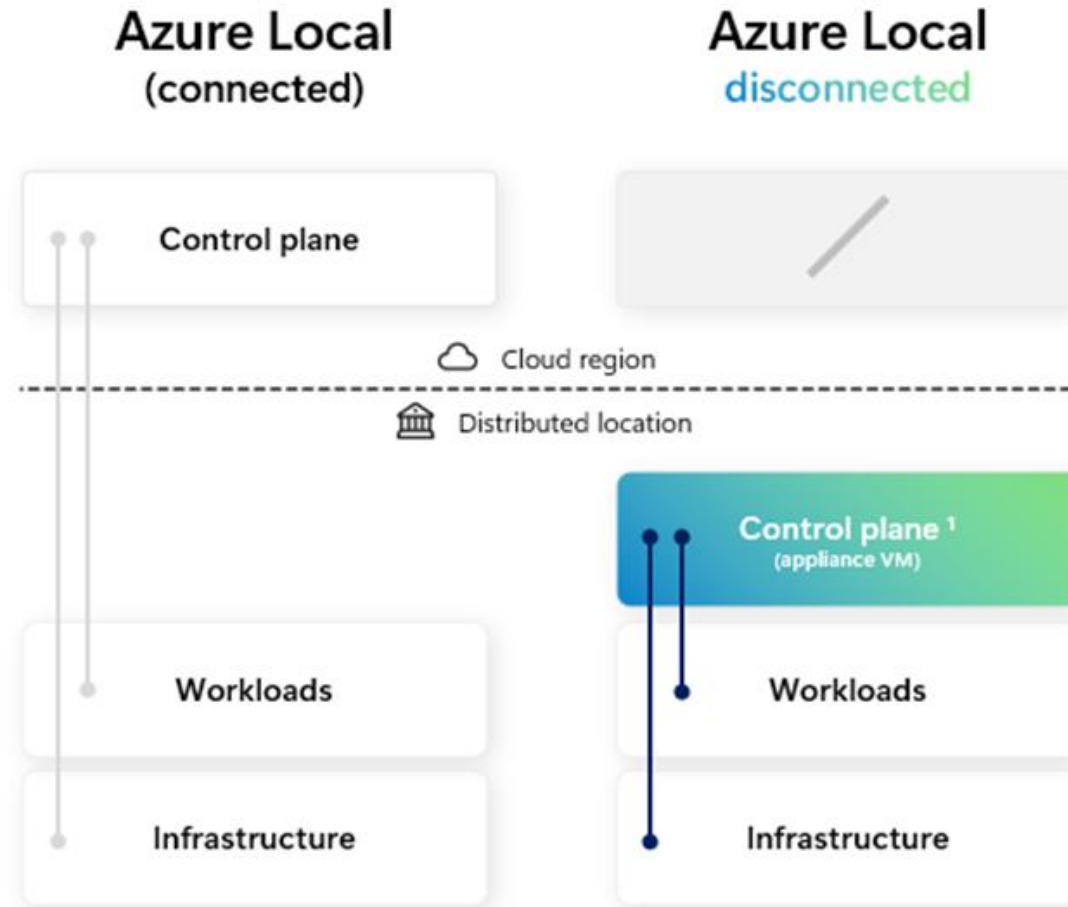 Azure Local
(connected)
Azure Local
disconnected
Control plane
Cloud region
Distributed location
Control plane ¹
(appliance VM)
Workloads
Workloads
Infrastructure
Infrastructure